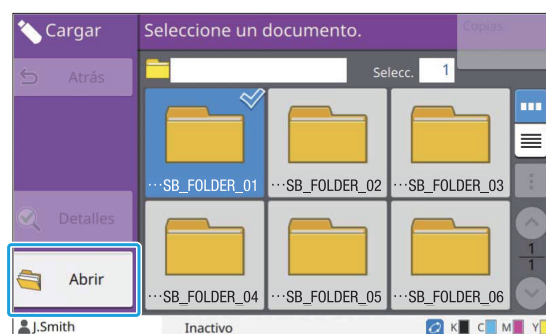 Cargar
Seleccione un documento.
Copias
Atrás
Selecc. 1
···SB_FOLDER_01
···SB_FOLDER_02
···SB_FOLDER_03
Detalles
1
1
Abrir
···SB_FOLDER_04
···SB_FOLDER_05
···SB_FOLDER_06
J.Smith
Inactivo
K C M Y